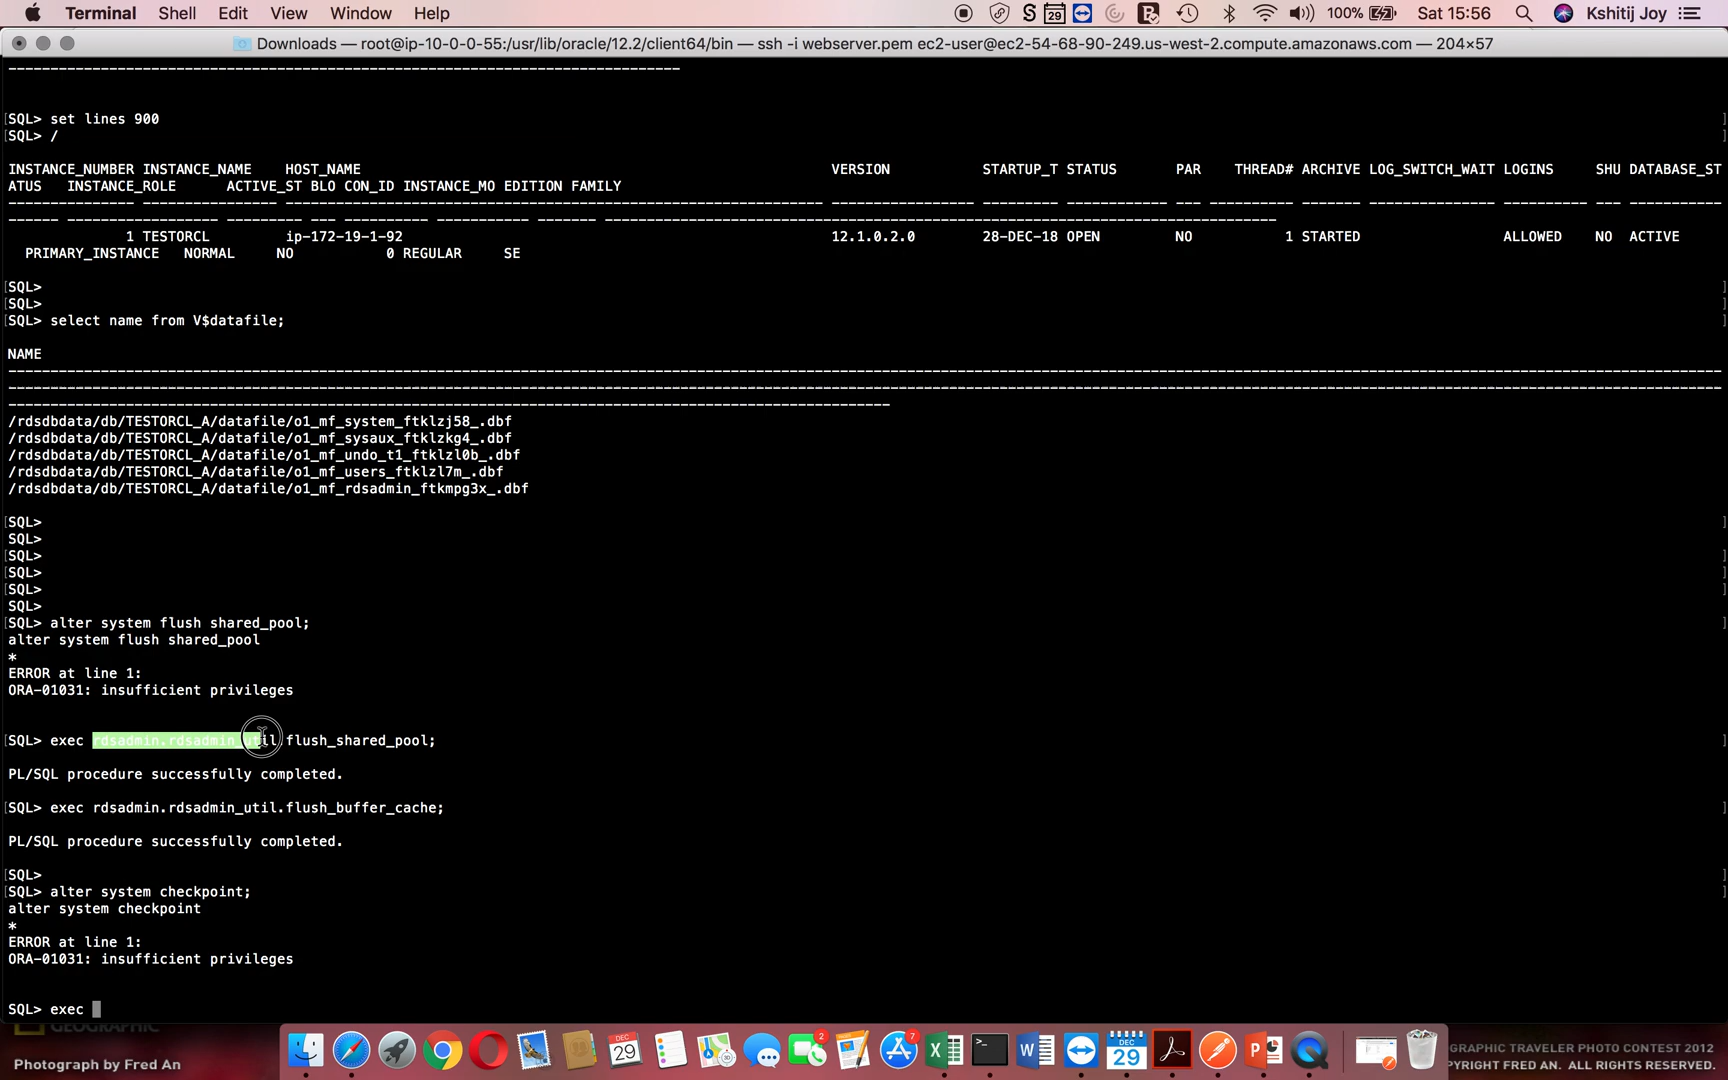 Terminal Shell Edit View Window Help
100% Sat 15:56 Kshitij Joy
Downloads — root@ip-10-0-0-55:/usr/lib/oracle/12.2/client64/bin — ssh -i webserver.pem ec2-user@ec2-54-68-90-249.us-west-2.compute.amazonaws.com — 204×57
SQL> set lines 900
SQL> /
INSTANCE_NUMBER INSTANCE_NAME HOST_NAME VERSION STARTUP_T STATUS PAR THREAD# ARCHIVE LOG_SWITCH_WAIT LOGINS SHU DATABASE_ST
ATUS INSTANCE_ROLE ACTIVE_ST BLO CON_ID INSTANCE_MO EDITION FAMILY
1 TESTORCL ip-172-19-1-92 12.1.0.2.0 28-DEC-18 OPEN NO 1 STARTED ALLOWED NO ACTIVE
PRIMARY_INSTANCE NORMAL NO 0 REGULAR SE
SQL>
SQL>
SQL> select name from V$datafile;
NAME
/rdsdbdata/db/TESTORCL_A/datafile/o1_mf_system_ftklzj58_.dbf
/rdsdbdata/db/TESTORCL_A/datafile/o1_mf_sysaux_ftklzkg4_.dbf
/rdsdbdata/db/TESTORCL_A/datafile/o1_mf_undo_t1_ftklzl0b_.dbf
/rdsdbdata/db/TESTORCL_A/datafile/o1_mf_users_ftklzl7m_.dbf
/rdsdbdata/db/TESTORCL_A/datafile/o1_mf_rdsadmin_ftkmpg3x_.dbf
SQL>
SQL>
SQL>
SQL>
SQL>
SQL>
SQL> alter system flush shared_pool;
alter system flush shared_pool
*
ERROR at line 1:
ORA-01031: insufficient privileges
SQL> exec rdsadmin.rdsadmin_util.flush_shared_pool;
PL/SQL procedure successfully completed.
SQL> exec rdsadmin.rdsadmin_util.flush_buffer_cache;
PL/SQL procedure successfully completed.
SQL>
SQL> alter system checkpoint;
alter system checkpoint
*
ERROR at line 1:
ORA-01031: insufficient privileges
SQL> exec
GEOGRAPHIC
Photograph by Fred An
GRAPHIC TRAVELER PHOTO CONTEST 2012
PYRIGHT FRED AN. ALL RIGHTS RESERVED.